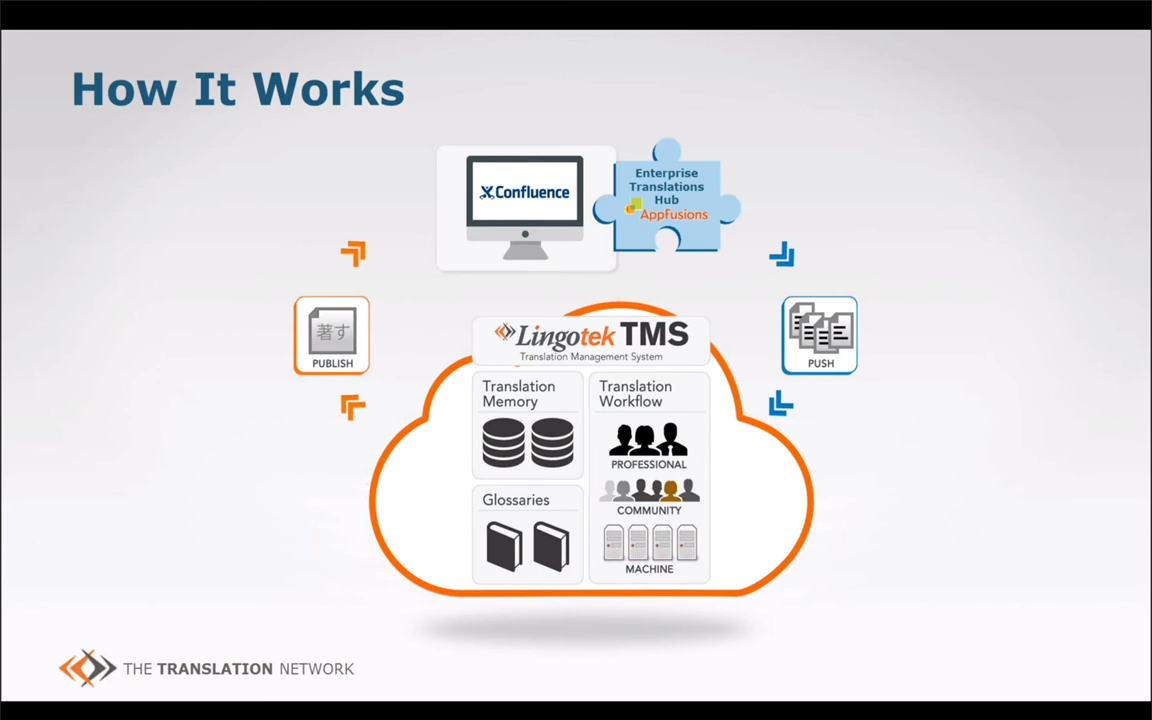 How It Works
Confluence
Enterprise
Translations
Hub
AppFusions
著す
PUBLISH
PUSH
Lingotek TMS
Translation Management System
Translation
Memory
Glossaries
Translation
Workflow
PROFESSIONAL
COMMUNITY
MACHINE
THE TRANSLATION NETWORK